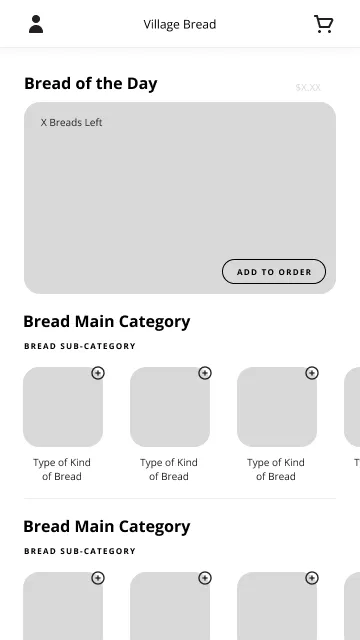 Village Bread
Bread of the Day
$X.XX
X Breads Left
ADD TO ORDER
Bread Main Category
BREAD SUB-CATEGORY
Type of Kind
of Bread
Type of Kind
of Bread
Type of Kind
of Bread
T
Bread Main Category
BREAD SUB-CATEGORY